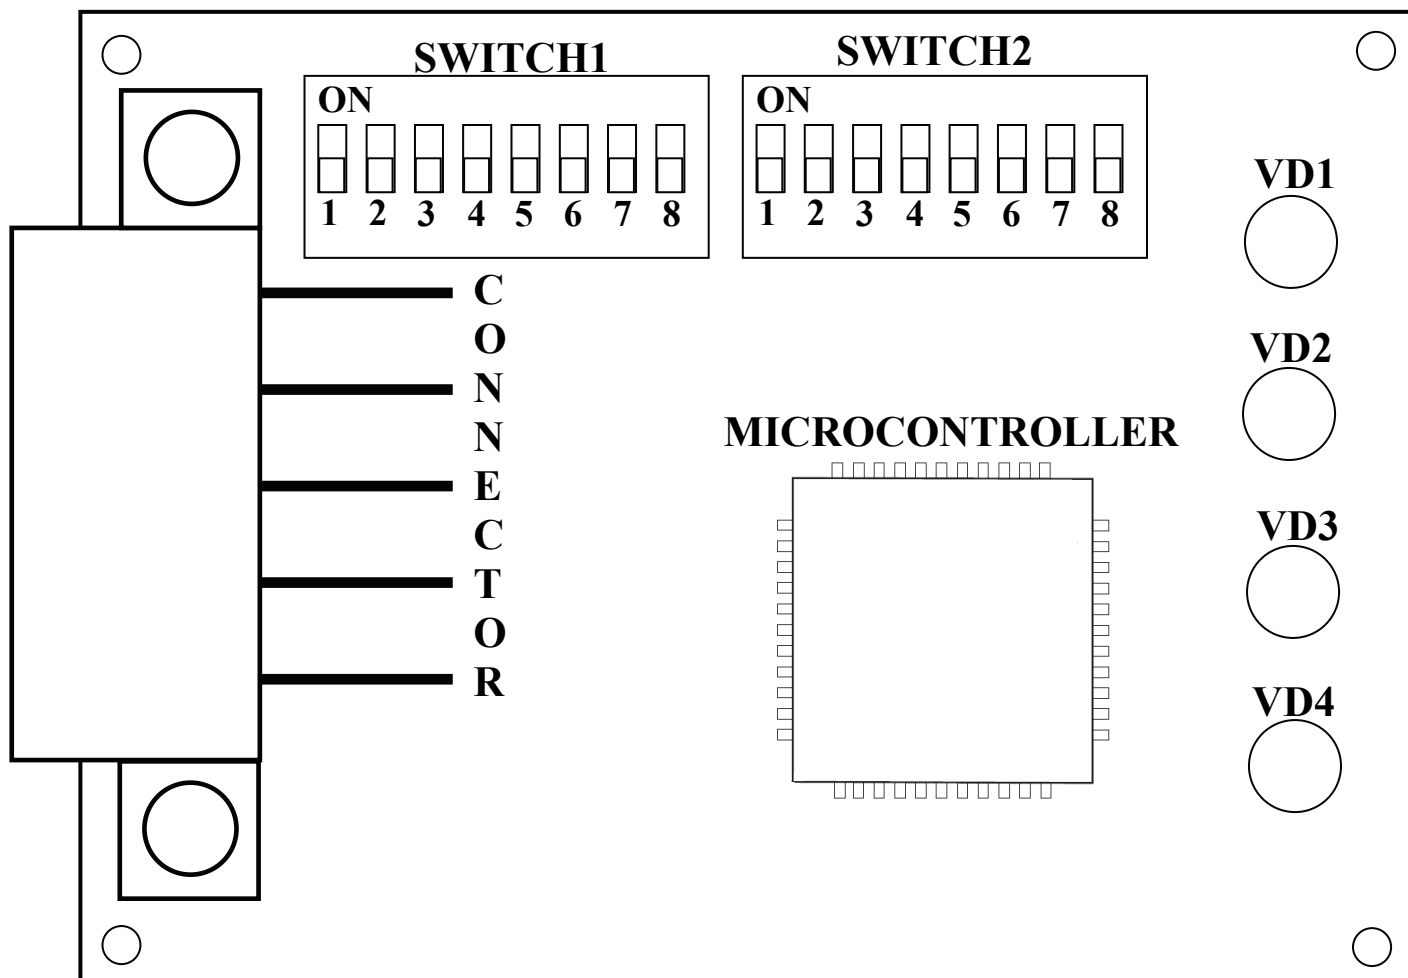 SWITCH1
ON
1 2 3 4 5 6 7 8
SWITCH2
ON
1 2 3 4 5 6 7 8
CONNECTOR
MICROCONTROLLER
VD1
VD2
VD3
VD4